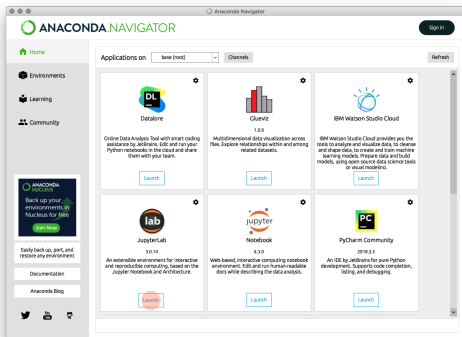 Anaconda Navigator
ANACONDA.NAVIGATOR
Sign in
Home
Environments
Learning
Community
ANACONDA
NUCLEUS
Back up your
environments in
Nucleus for free
Join Now
Easily back up, port, and
restore any environment
Documentation
Anaconda Blog
You
Applications on
base (root)
Channels
Refresh
DL
Datalore
Online Data Analysis Tool with smart coding
assistance by JetBrains. Edit and run your
Python notebooks in the cloud and share
them with your team.
Launch
Glueviz
1.0.0
Multidimensional data visualization across
files. Explore relationships within and among
related datasets.
Launch
IBM Watson Studio Cloud
IBM Watson Studio Cloud provides you the
tools to analyze and visualize data, to cleanse
and shape data, to create and train machine
learning models. Prepare data and build
models, using open source data science tools
or visual modeling.
Launch
lab
JupyterLab
3.0.14
An extensible environment for interactive
and reproducible computing, based on the
Jupyter Notebook and Architecture.
Launch
jupyter
Notebook
6.3.0
Web-based, interactive computing notebook
environment. Edit and run human-readable
docs while describing the data analysis.
Launch
PC
PyCharm Community
2018.3.5
An IDE by JetBrains for pure Python
development. Supports code completion,
listing, and debugging.
Launch